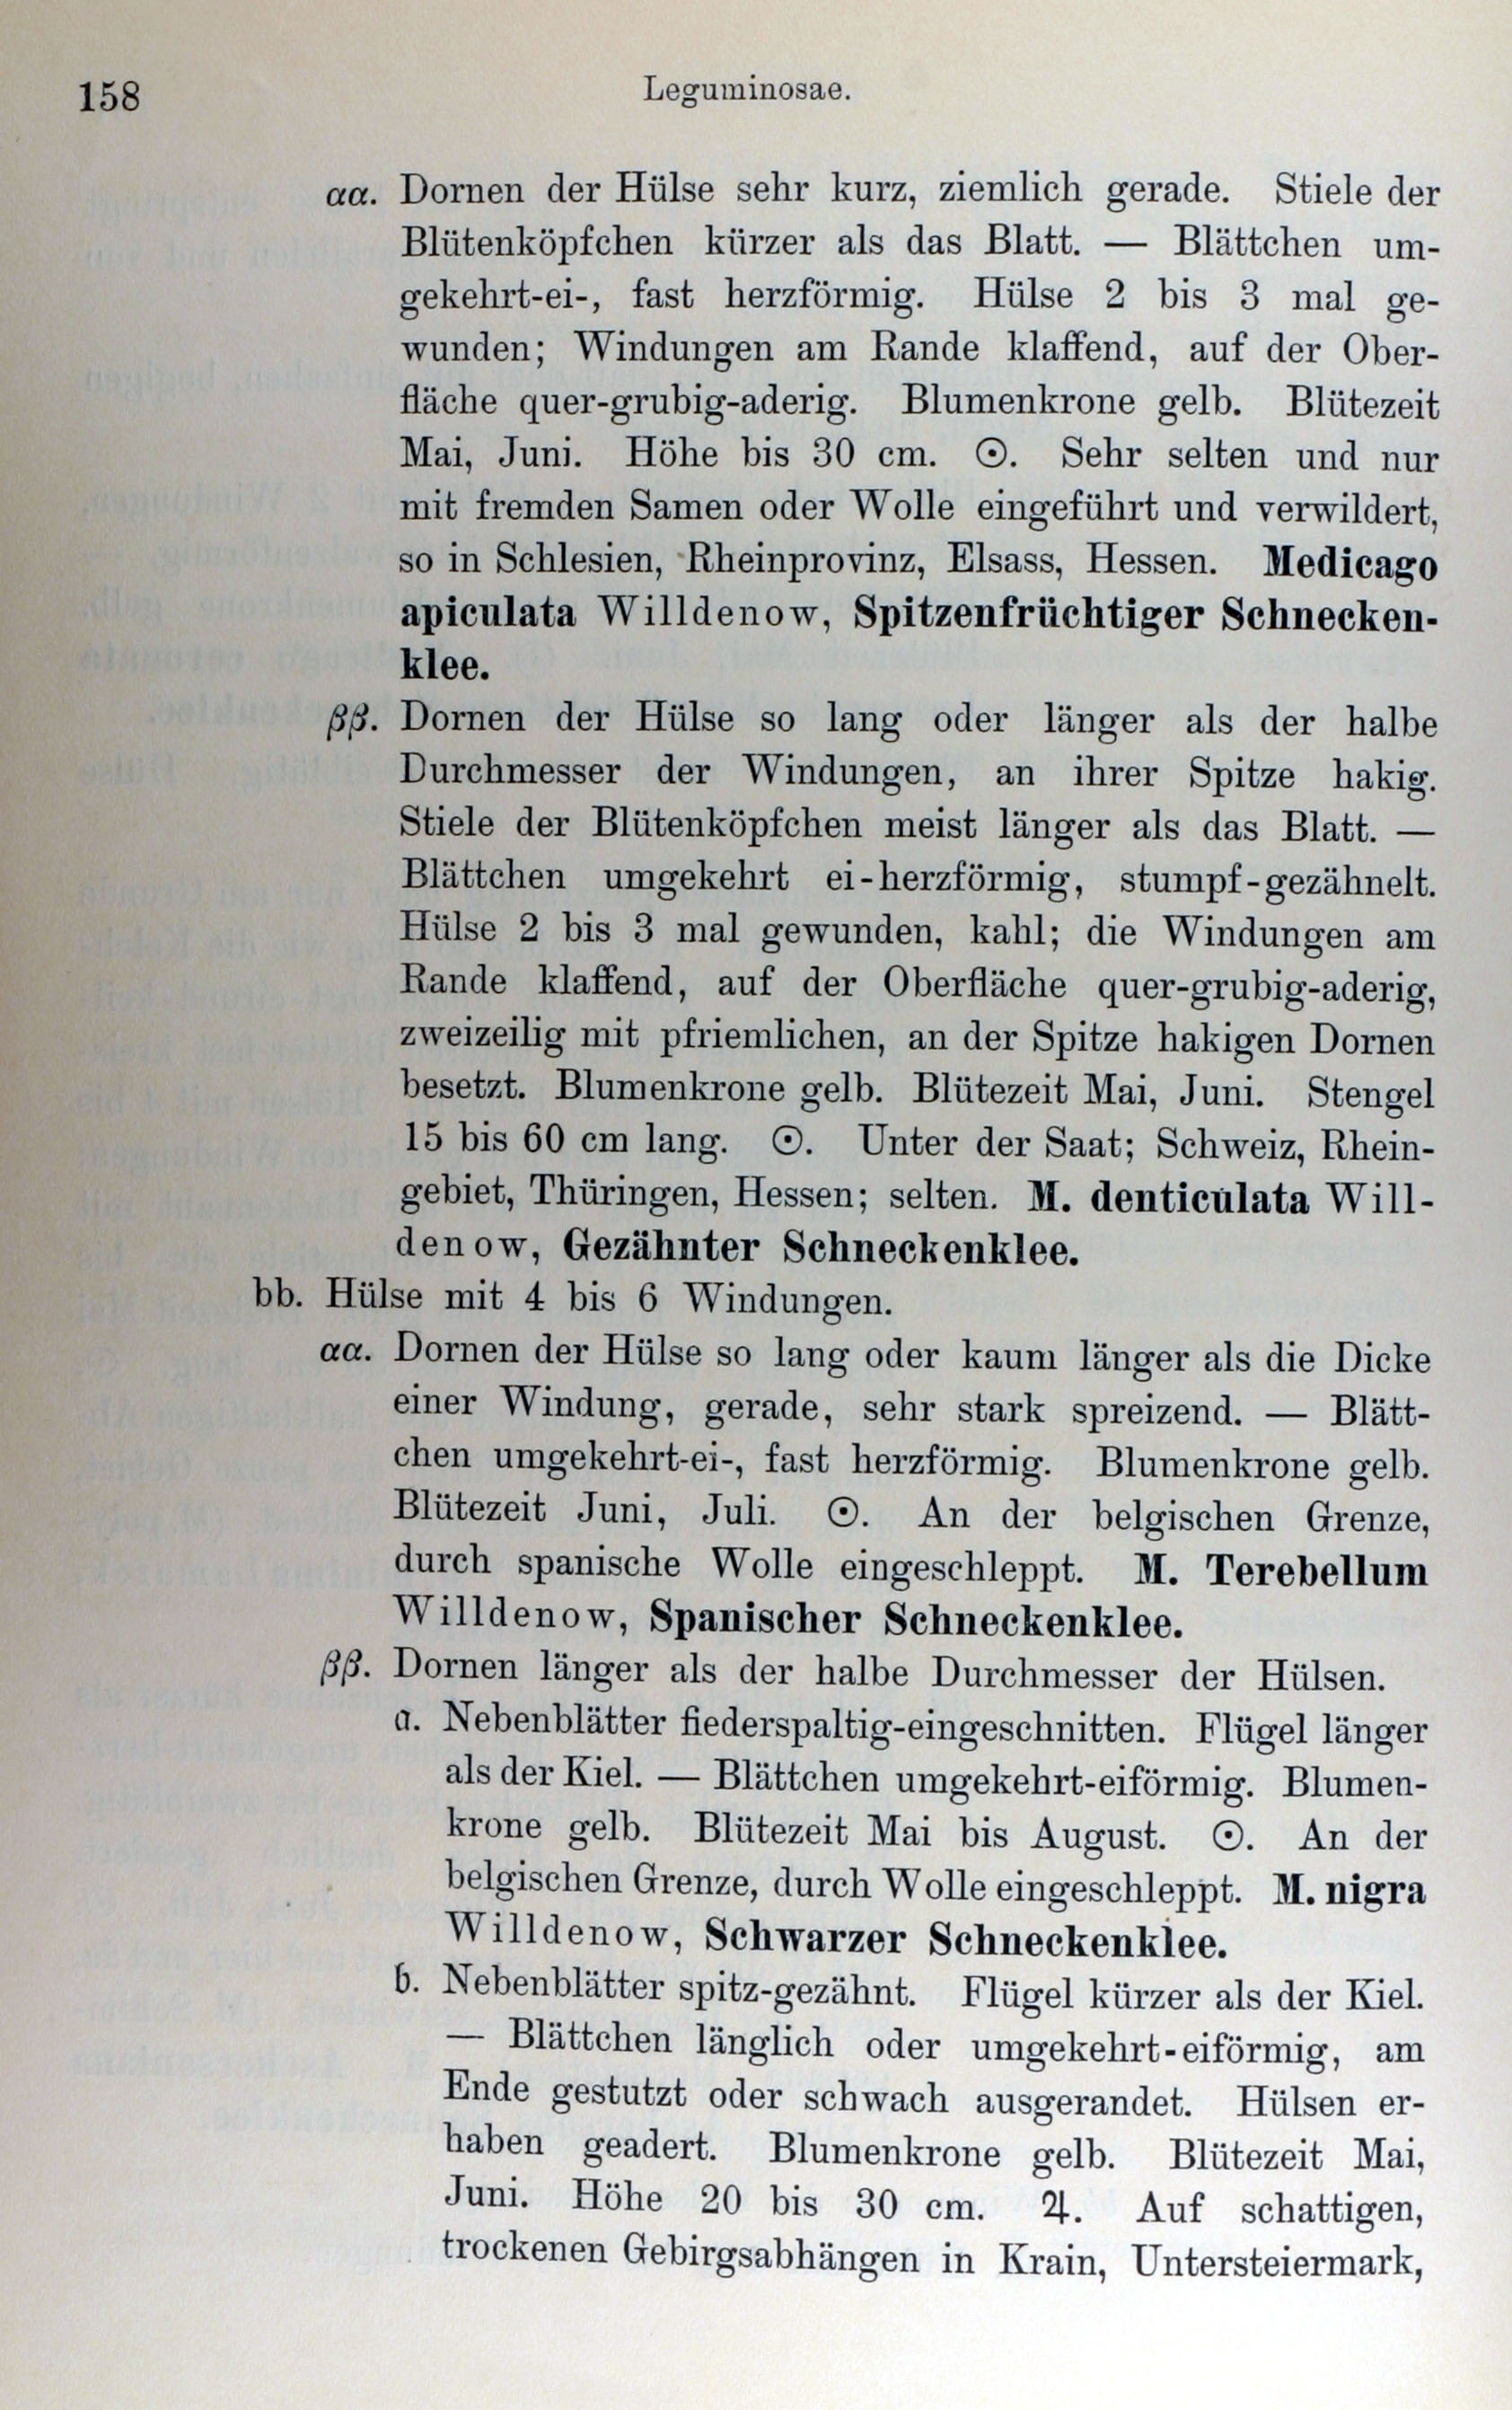 158
Leguminosae.
αα. Dornen der Hülse sehr kurz, ziemlich gerade. Stiele der
Blütenköpfchen kürzer als das Blatt. — Blättchen um-
gekehrt-ei-, fast herzförmig. Hülse 2 bis 3 mal ge-
wunden; Windungen am Rande klaffend, auf der Ober-
fläche quer-grubig-aderig. Blumenkrone gelb. Blütezeit
Mai, Juni. Höhe bis 30 cm. ⊙. Sehr selten und nur
mit fremden Samen oder Wolle eingeführt und verwildert,
so in Schlesien, Rheinprovinz, Elsass, Hessen. Medicago
apiculata Willdenow, Spitzenfrüchtiger Schnecken-
klee.
ββ. Dornen der Hülse so lang oder länger als der halbe
Durchmesser der Windungen, an ihrer Spitze hakig.
Stiele der Blütenköpfchen meist länger als das Blatt. —
Blättchen umgekehrt ei-herzförmig, stumpf-gezähnelt.
Hülse 2 bis 3 mal gewunden, kahl; die Windungen am
Rande klaffend, auf der Oberfläche quer-grubig-aderig,
zweizeilig mit pfriemlichen, an der Spitze hakigen Dornen
besetzt. Blumenkrone gelb. Blütezeit Mai, Juni. Stengel
15 bis 60 cm lang. ⊙. Unter der Saat; Schweiz, Rhein-
gebiet, Thüringen, Hessen; selten. M. denticulata Will-
denow, Gezähnter Schneckenklee.
bb. Hülse mit 4 bis 6 Windungen.
αα. Dornen der Hülse so lang oder kaum länger als die Dicke
einer Windung, gerade, sehr stark spreizend. — Blätt-
chen umgekehrt-ei-, fast herzförmig. Blumenkrone gelb.
Blütezeit Juni, Juli. ⊙. An der belgischen Grenze,
durch spanische Wolle eingeschleppt. M. Terebellum
Willdenow, Spanischer Schneckenklee.
ββ. Dornen länger als der halbe Durchmesser der Hülsen.
a. Nebenblätter fiederspaltig-eingeschnitten. Flügel länger
als der Kiel. — Blättchen umgekehrt-eiförmig. Blumen-
krone gelb. Blütezeit Mai bis August. ⊙. An der
belgischen Grenze, durch Wolle eingeschleppt. M. nigra
Willdenow, Schwarzer Schneckenklee.
b. Nebenblätter spitz-gezähnt. Flügel kürzer als der Kiel.
— Blättchen länglich oder umgekehrt-eiförmig, am
Ende gestutzt oder schwach ausgerandet. Hülsen er-
haben geadert. Blumenkrone gelb. Blütezeit Mai,
Juni. Höhe 20 bis 30 cm. ♃. Auf schattigen,
trockenen Gebirgsabhängen in Krain, Untersteiermark,